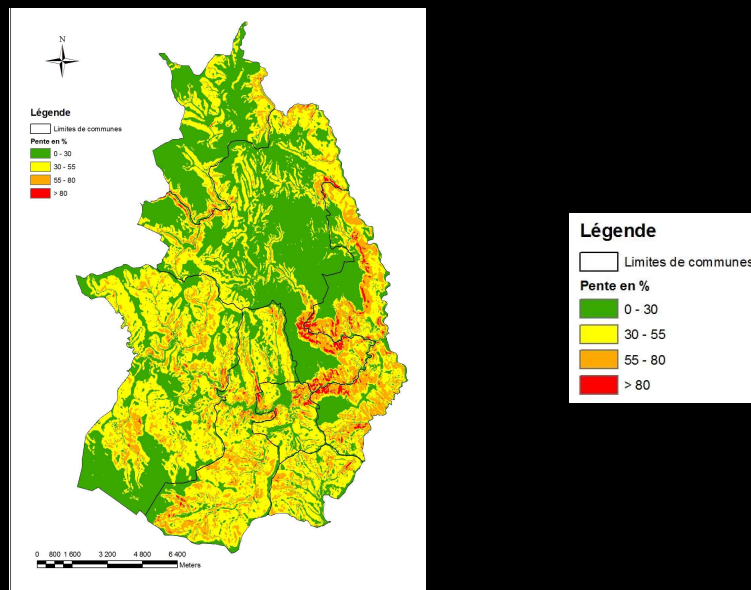 N
Légende
Limites de communes
Pente en %
0 - 30
30 - 55
55 - 80
> 80
0 800 1 600 3 200 4 800 6 400
Meters
Légende
Limites de communes
Pente en %
0 - 30
30 - 55
55 - 80
> 80